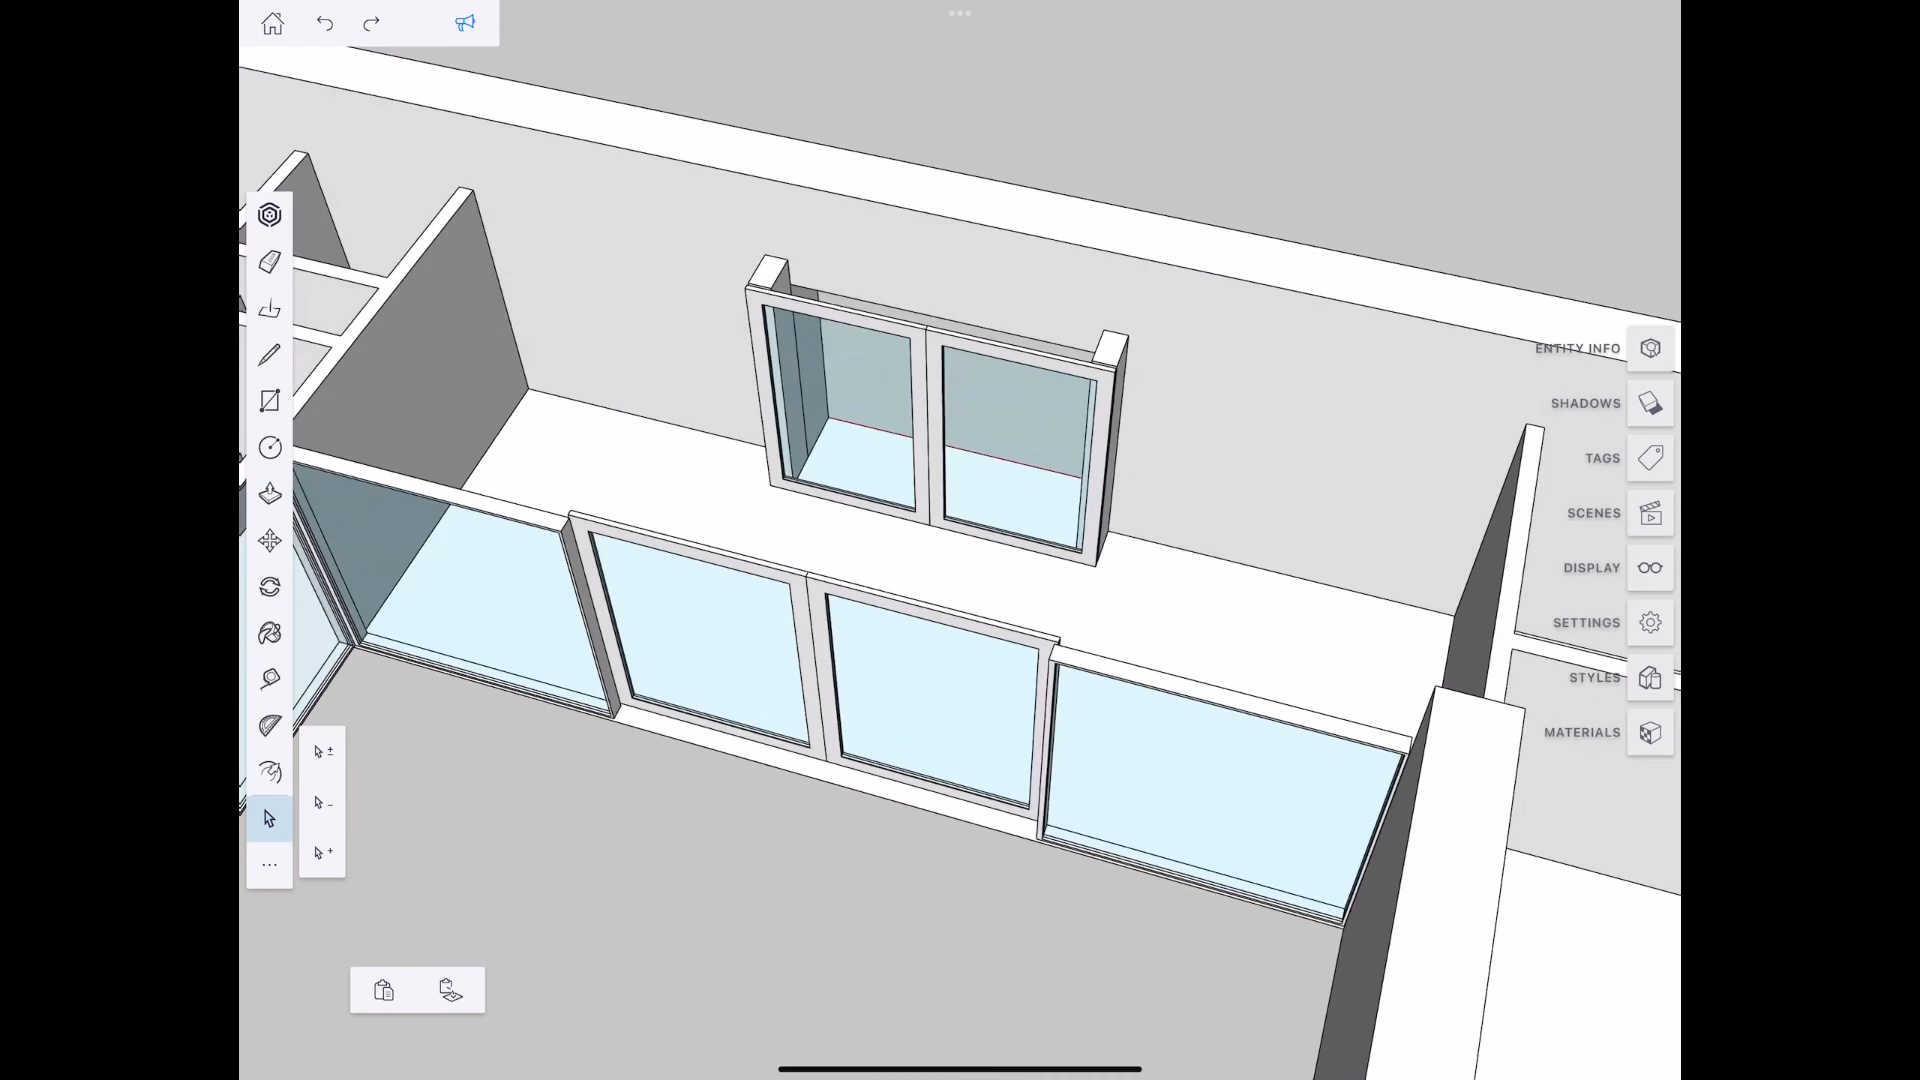 ENTITY INFO
SHADOWS
TAGS
SCENES
DISPLAY
SETTINGS
STYLES
MATERIALS